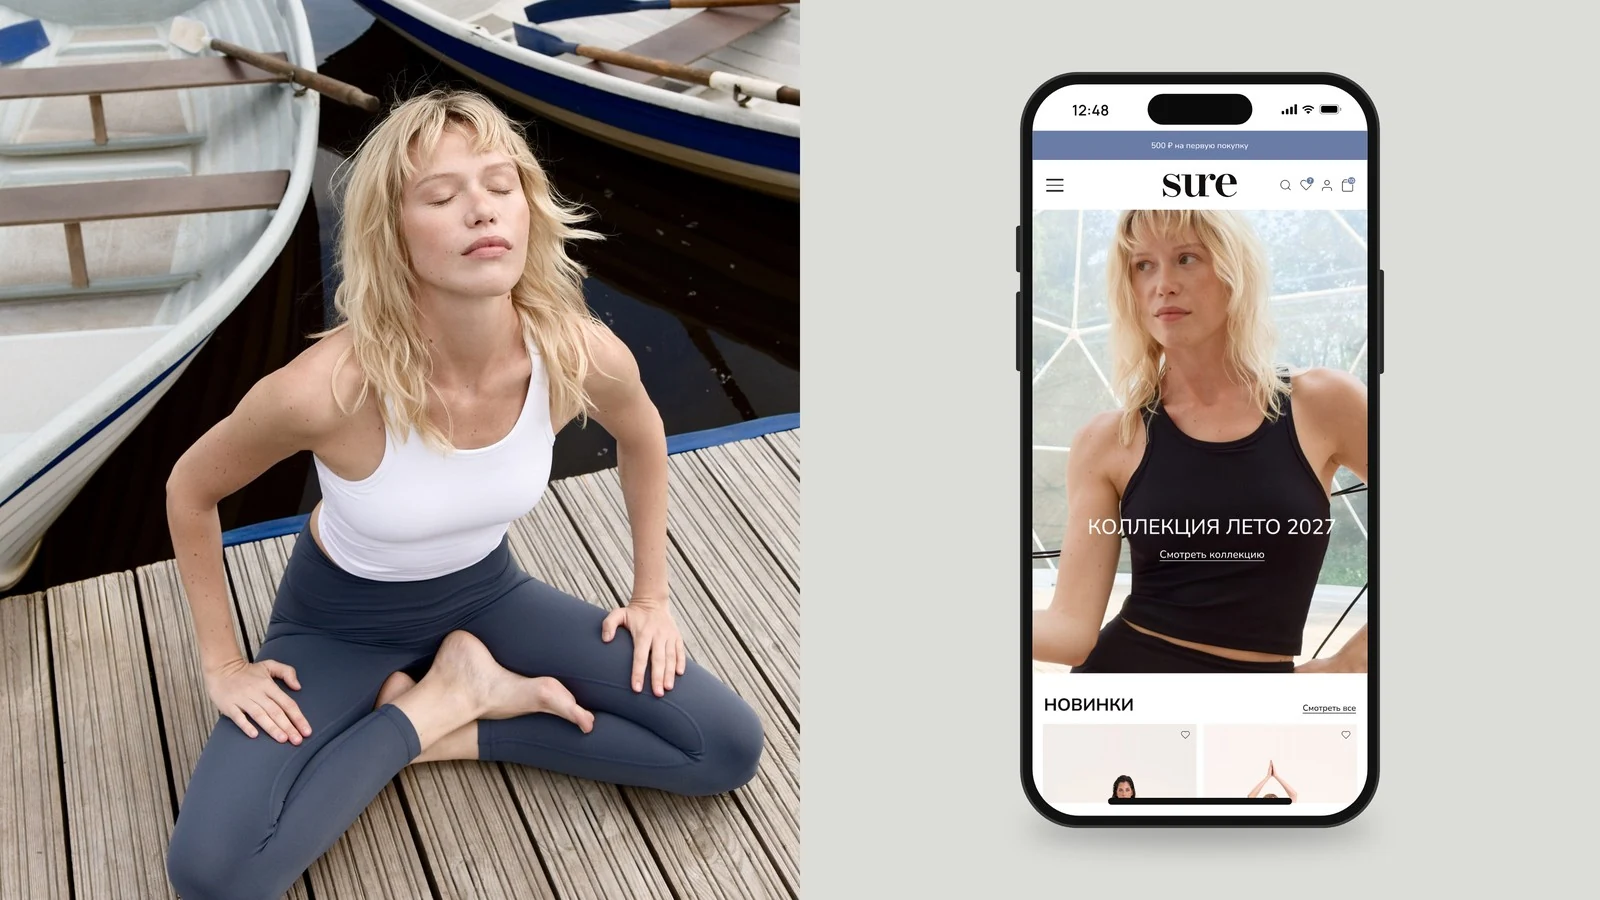 12:48
500 ₽ на первую покупку
sure
КОЛЛЕКЦИЯ ЛЕТО 2027
Смотреть коллекцию
НОВИНКИ
Смотреть все